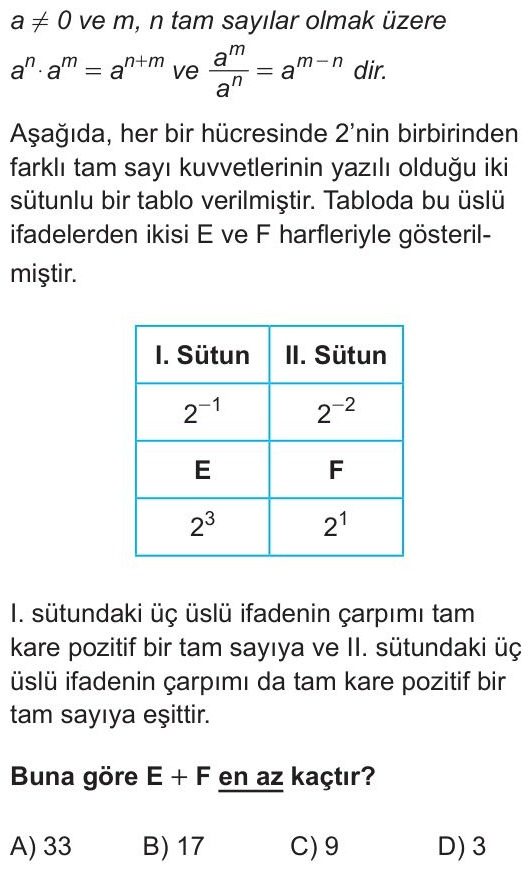 a ≠ 0 ve m, n tam sayılar olmak üzere
aⁿ · aᵐ = aⁿ⁺ᵐ ve aᵐ/aⁿ = aᵐ⁻ⁿ dir.
Aşağıda, her bir hücresinde 2’nin birbirinden
farklı tam sayı kuvvetlerinin yazılı olduğu iki
sütunlu bir tablo verilmiştir. Tabloda bu üslü
ifadelerden ikisi E ve F harfleriyle gösteril-
miştir.
I. Sütun II. Sütun
2⁻¹ 2⁻²
E F
2³ 2¹
I. sütundaki üç üslü ifadenin çarpımı tam
kare pozitif bir tam sayıya ve II. sütundaki üç
üslü ifadenin çarpımı da tam kare pozitif bir
tam sayıya eşittir.
Buna göre E + F en az kaçtır?
A) 33 B) 17 C) 9 D) 3